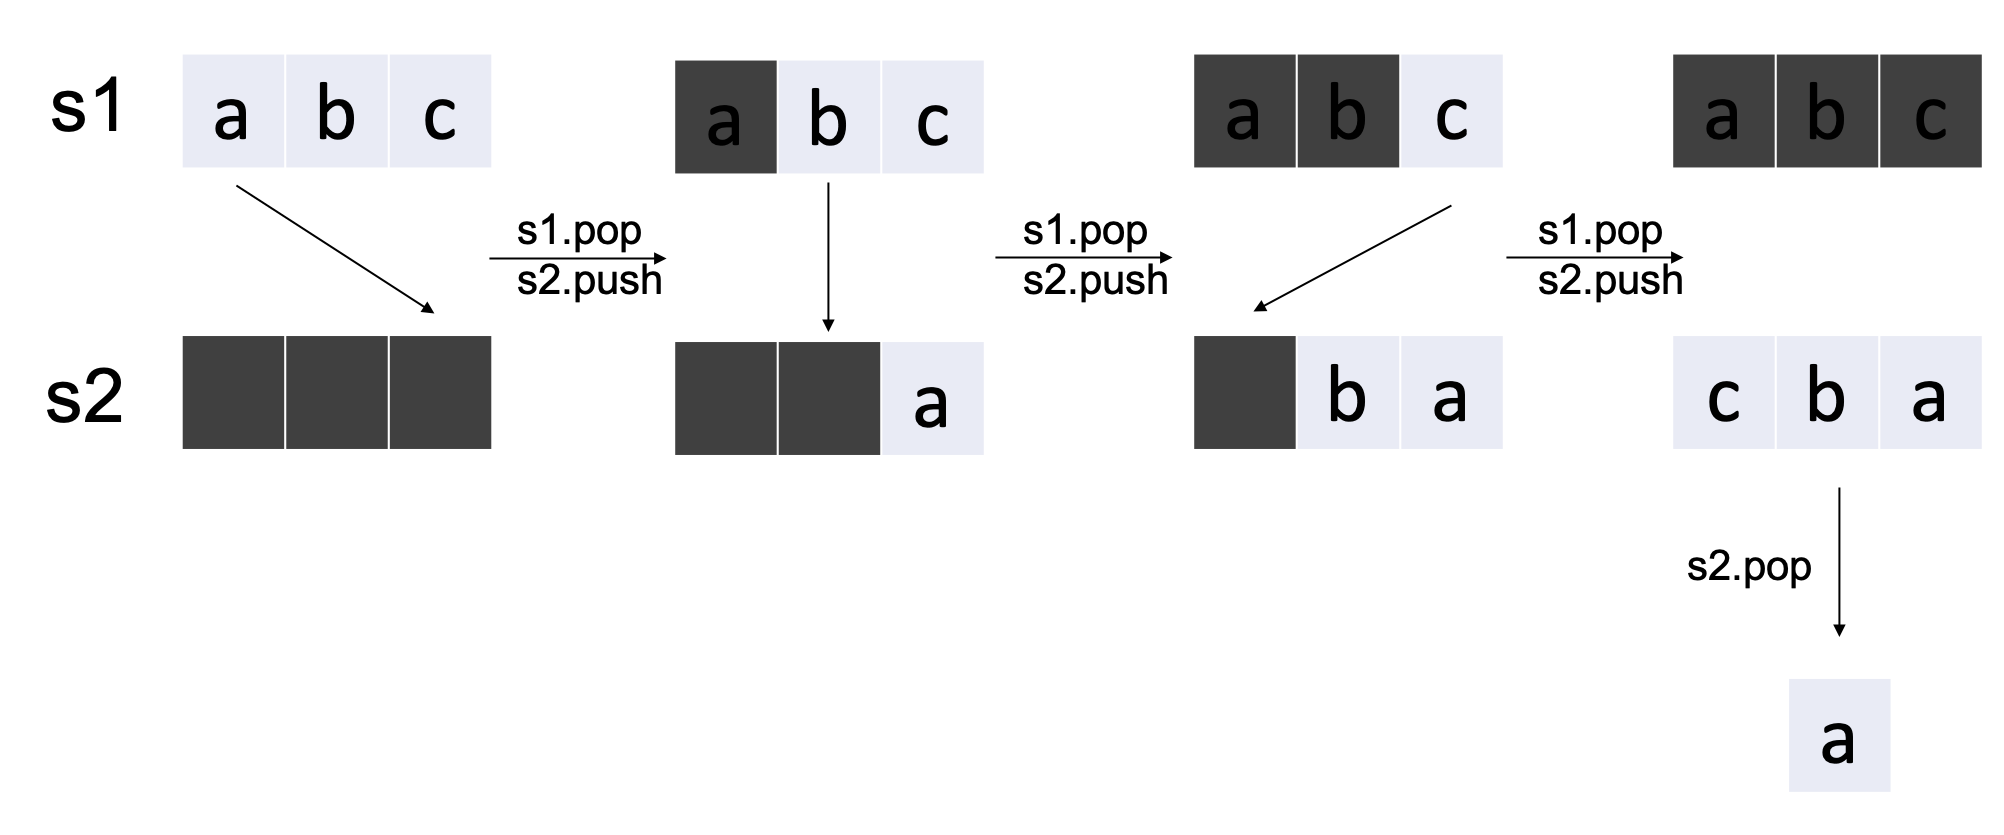 s1 a b c a b c a b c a b c
s1.pop s1.pop s1.pop
s2.push s2.push s2.push
s2 a b a c b a
s2.pop
a